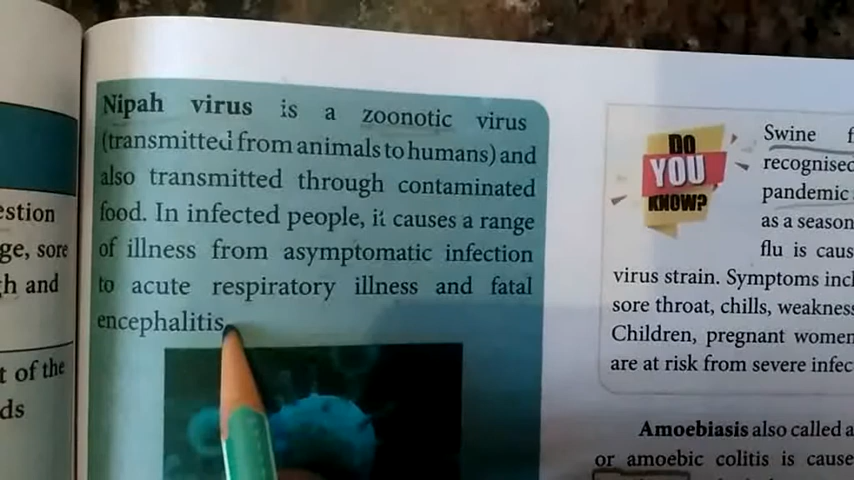 Nipah virus is a zoonotic virus
(transmitted from animals to humans) and
also transmitted through contaminated
food. In infected people, it causes a range
of illness from asymptomatic infection
to acute respiratory illness and fatal
encephalitis
DO
YOU
KNOW?
Swine
recognised
pandemic
as a season
flu is caus
virus strain. Symptoms incl
sore throat, chills, weakness
Children, pregnant women
are at risk from severe infec
Amoebiasis also called a
or amoebic colitis is cause
estion
ge, sore
h and
t of the
ds